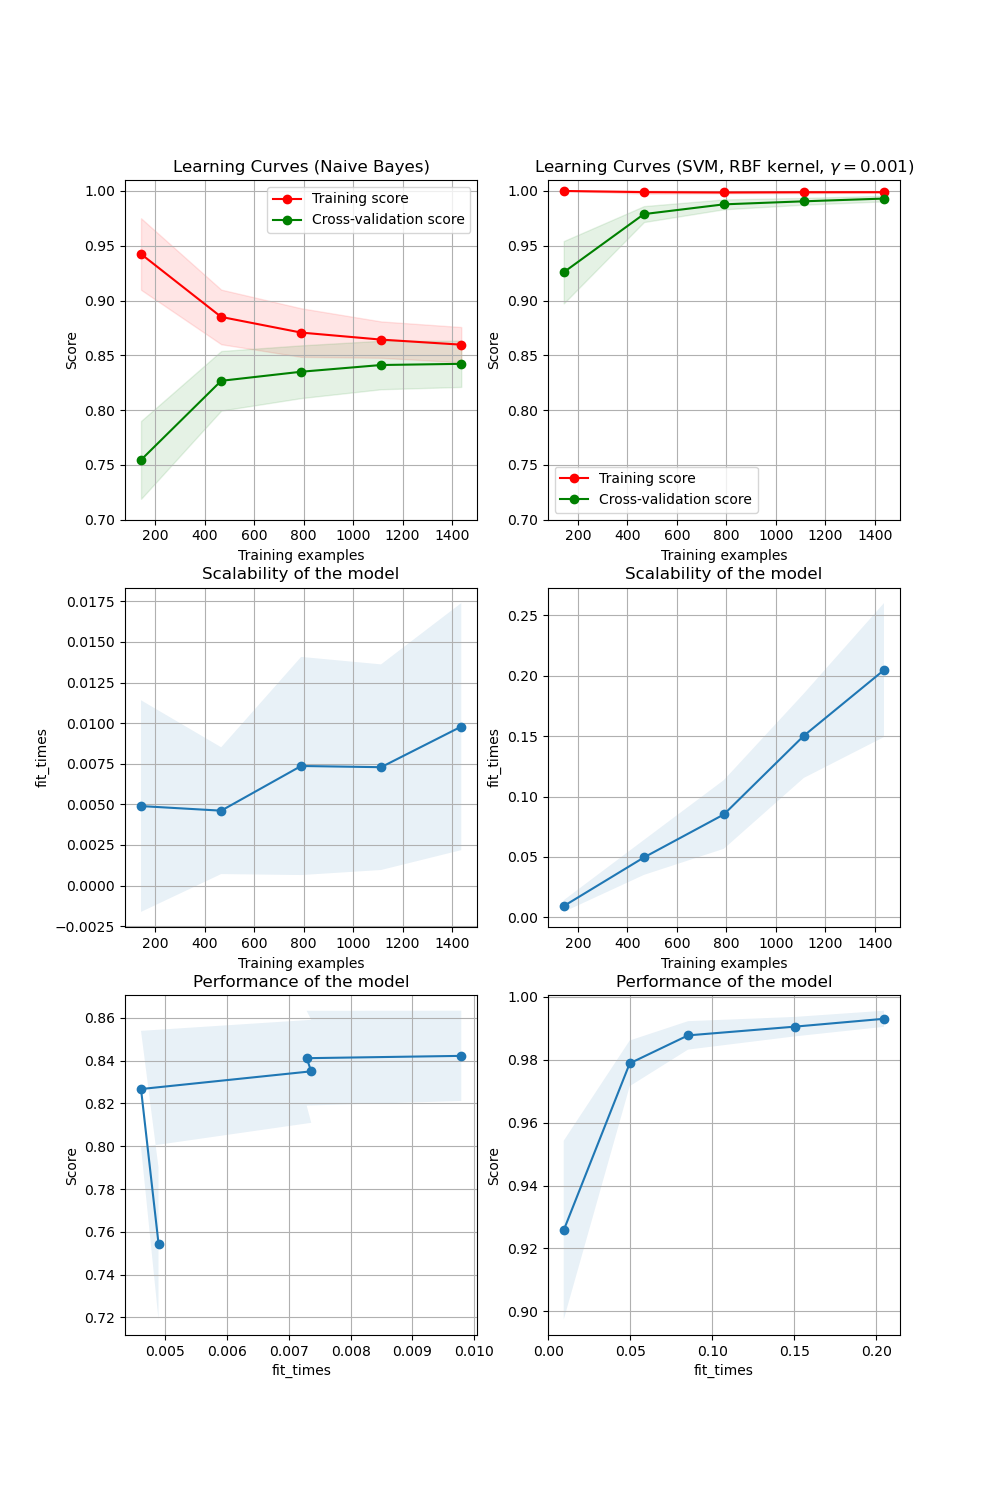 Learning Curves (Naive Bayes)
1.00
0.95
0.90
0.85
0.80
0.75
0.70
Score
Training score
Cross-validation score
200 400 600 800 1000 1200 1400
Training examples
Learning Curves (SVM, RBF kernel, γ = 0.001)
1.00
0.95
0.90
0.85
0.80
0.75
0.70
Score
Training score
Cross-validation score
200 400 600 800 1000 1200 1400
Training examples
Scalability of the model
0.0175
0.0150
0.0125
0.0100
0.0075
0.0050
0.0025
0.0000
−0.0025
fit_times
200 400 600 800 1000 1200 1400
Training examples
Scalability of the model
0.25
0.20
0.15
0.10
0.05
0.00
fit_times
200 400 600 800 1000 1200 1400
Training examples
Performance of the model
0.86
0.84
0.82
0.80
0.78
0.76
0.74
0.72
Score
0.005 0.006 0.007 0.008 0.009 0.010
fit_times
Performance of the model
1.00
0.98
0.96
0.94
0.92
0.90
Score
0.00 0.05 0.10 0.15 0.20
fit_times